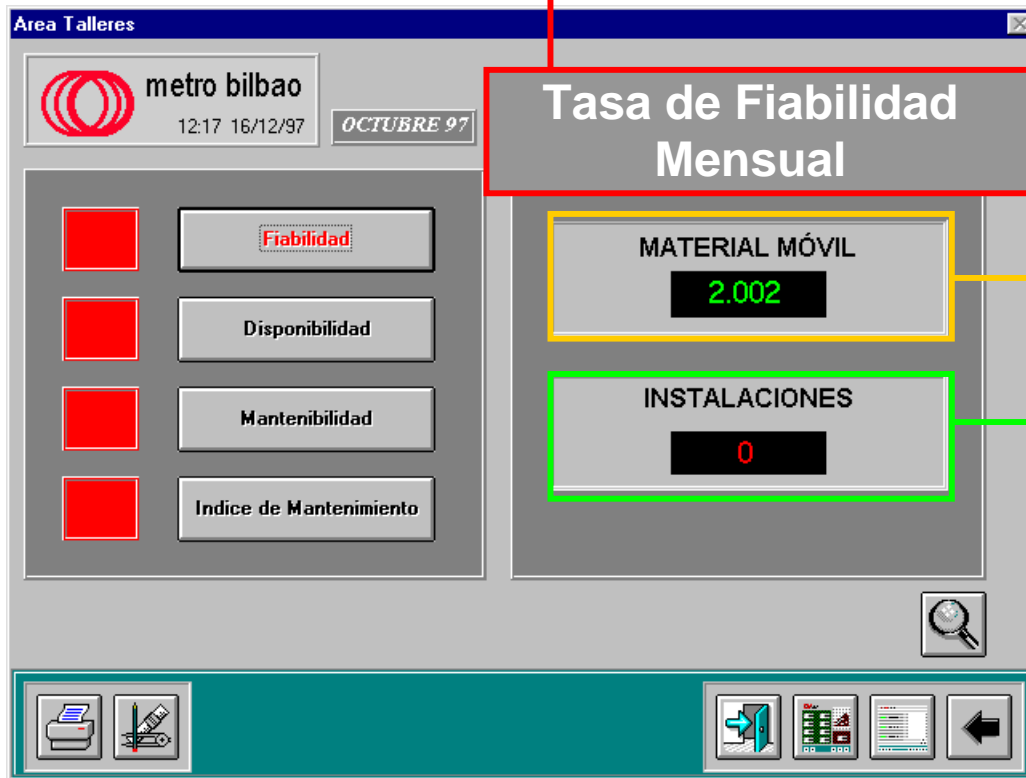 Area Talleres
metro bilbao
12:17 16/12/97
OCTUBRE 97
Tasa de Fiabilidad
Mensual
Fiabilidad
Disponibilidad
Mantenibilidad
Indice de Mantenimiento
MATERIAL MÓVIL
2.002
INSTALACIONES
0